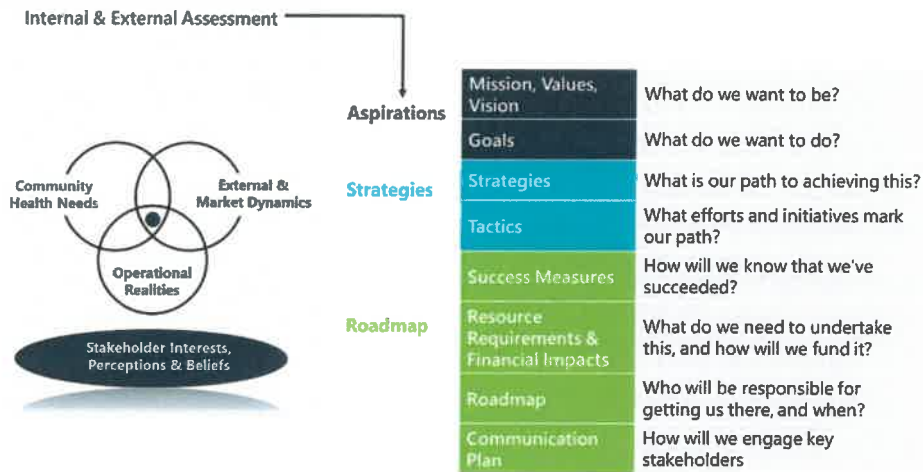 Internal & External Assessment
Community
Health Needs
External &
Market Dynamics
Operational
Realities
Stakeholder Interests,
Perceptions & Beliefs
Aspirations
Mission, Values,
Vision
What do we want to be?
Goals
What do we want to do?
Strategies
Strategies
What is our path to achieving this?
Tactics
What efforts and initiatives mark
our path?
Roadmap
Success Measures
How will we know that we've
succeeded?
Resource
Requirements &
Financial Impacts
What do we need to undertake
this, and how will we fund it?
Roadmap
Who will be responsible for
getting us there, and when?
Communication
Plan
How will we engage key
stakeholders